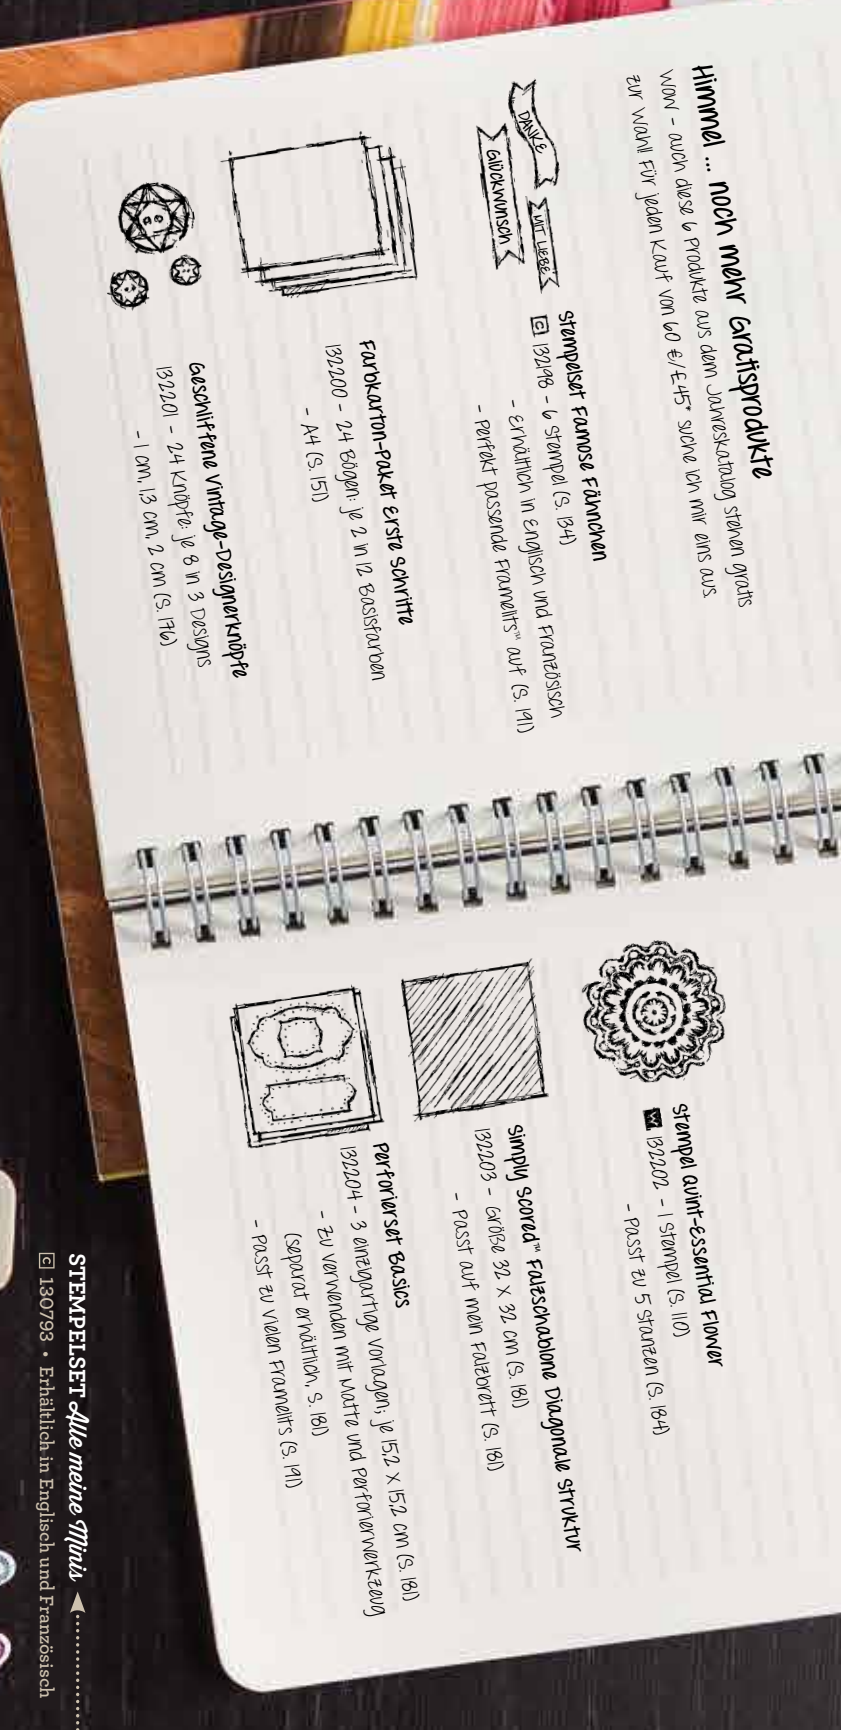 Himmel ... noch mehr Gratisprodukte
Wow - auch diese 6 Produkte aus dem Jahreskatalog stehen gratis
zur Wahl! Für jeden Kauf von 60 €/£45* suche ich mir eins aus.
DANKE
GLÜCKWUNSCH
MIT LIEBE
Stempelset Famose Fähnchen
C 132198 - 6 Stempel (S. 134)
- Erhältlich in Englisch und Französisch
- Perfekt passende Framelits™ auf (S. 191)
Farbkarton-Paket Erste Schritte
132200 - 24 Bögen: je 2 in 12 Basisfarben
- A4 (S. 151)
Geschliffene Vintage-Designerknöpfe
132201 - 24 Knöpfe: je 8 in 3 Designs
- 1 cm, 1,3 cm, 2 cm (S. 176)
Stempel Quint-Essential Flower
W 132202 - 1 Stempel (S. 110)
- Passt zu 5 Stanzen (S. 184)
Simply Scored™ Falzschablone Diagonale Struktur
132203 - Größe 32 x 32 cm (S. 181)
- Passt auf mein Falzbrett (S. 181)
Perforierset Basics
132204 - 3 einzigartige Vorlagen; je 15,2 x 15,2 cm (S. 181)
- Zu verwenden mit Matte und Perforierwerkzeug
(separat erhältlich, S. 181)
- Passt zu vielen Framelits (S. 191)
STEMPELSET Alle meine Minis
C 130793 • Erhältlich in Englisch und Französisch